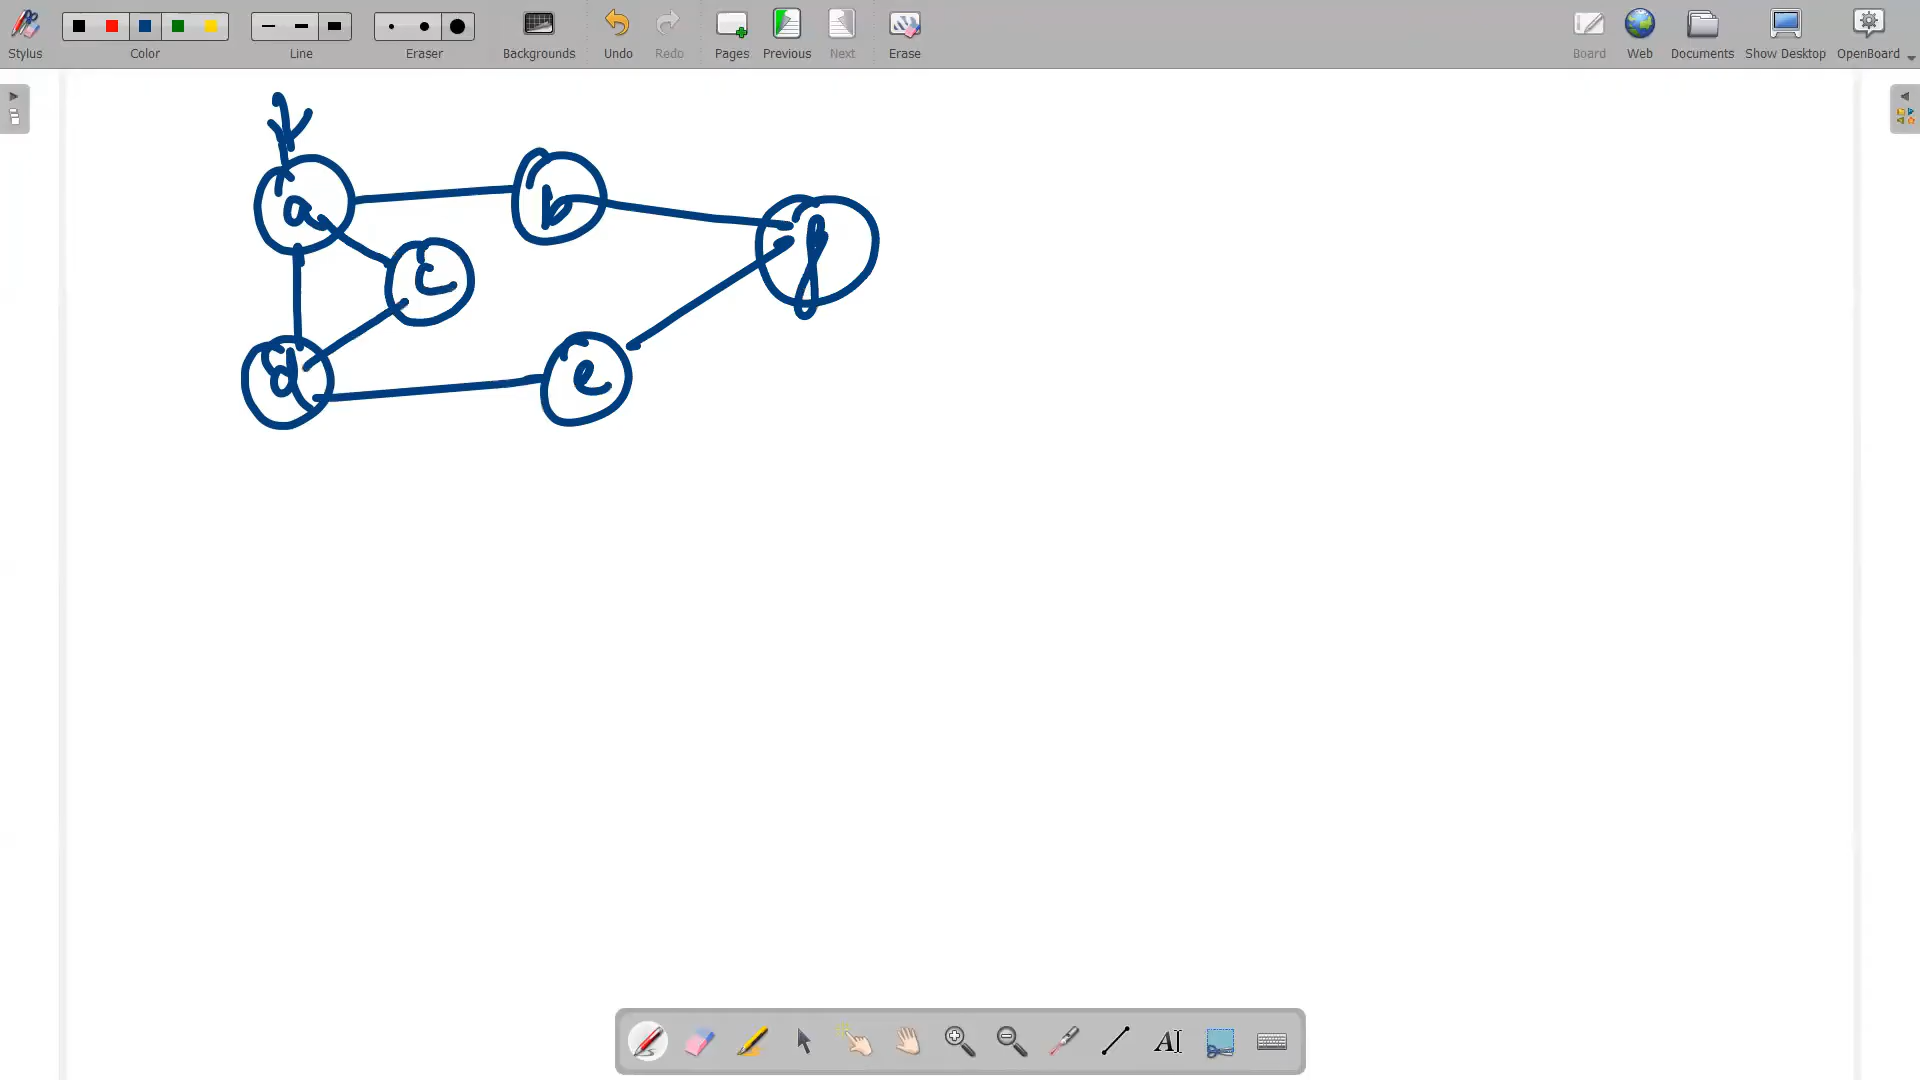 Stylus Color Line Eraser Backgrounds Undo Redo Pages Previous Next Erase Board Web Documents Show Desktop OpenBoard
a b f
c
d e
A